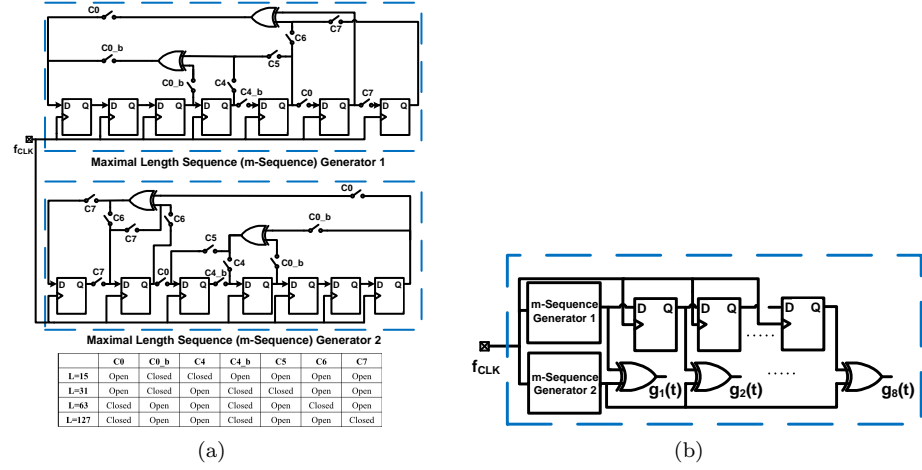 C0
C7
C6
C0_b
C5
C0_b
C4
C4_b
C0
C7
D Q D Q D Q D Q D Q D Q D Q
fCLK
Maximal Length Sequence (m-Sequence) Generator 1
C0
C7
C6
C6
C7
C0_b
C5
C4
C0_b
C7
C0
C4_b
D Q D Q D Q D Q D Q D Q D Q
Maximal Length Sequence (m-Sequence) Generator 2
C0 C0_b C4 C4_b C5 C6 C7
L=15 Open Closed Closed Open Open Open Open
L=31 Open Closed Open Closed Closed Open Open
L=63 Closed Open Open Closed Open Closed Open
L=127 Closed Open Open Closed Open Open Closed
(a)
m-Sequence
Generator 1
D Q D Q D Q
......
fCLK
m-Sequence
Generator 2
g1(t) g2(t) g8(t)
......
(b)